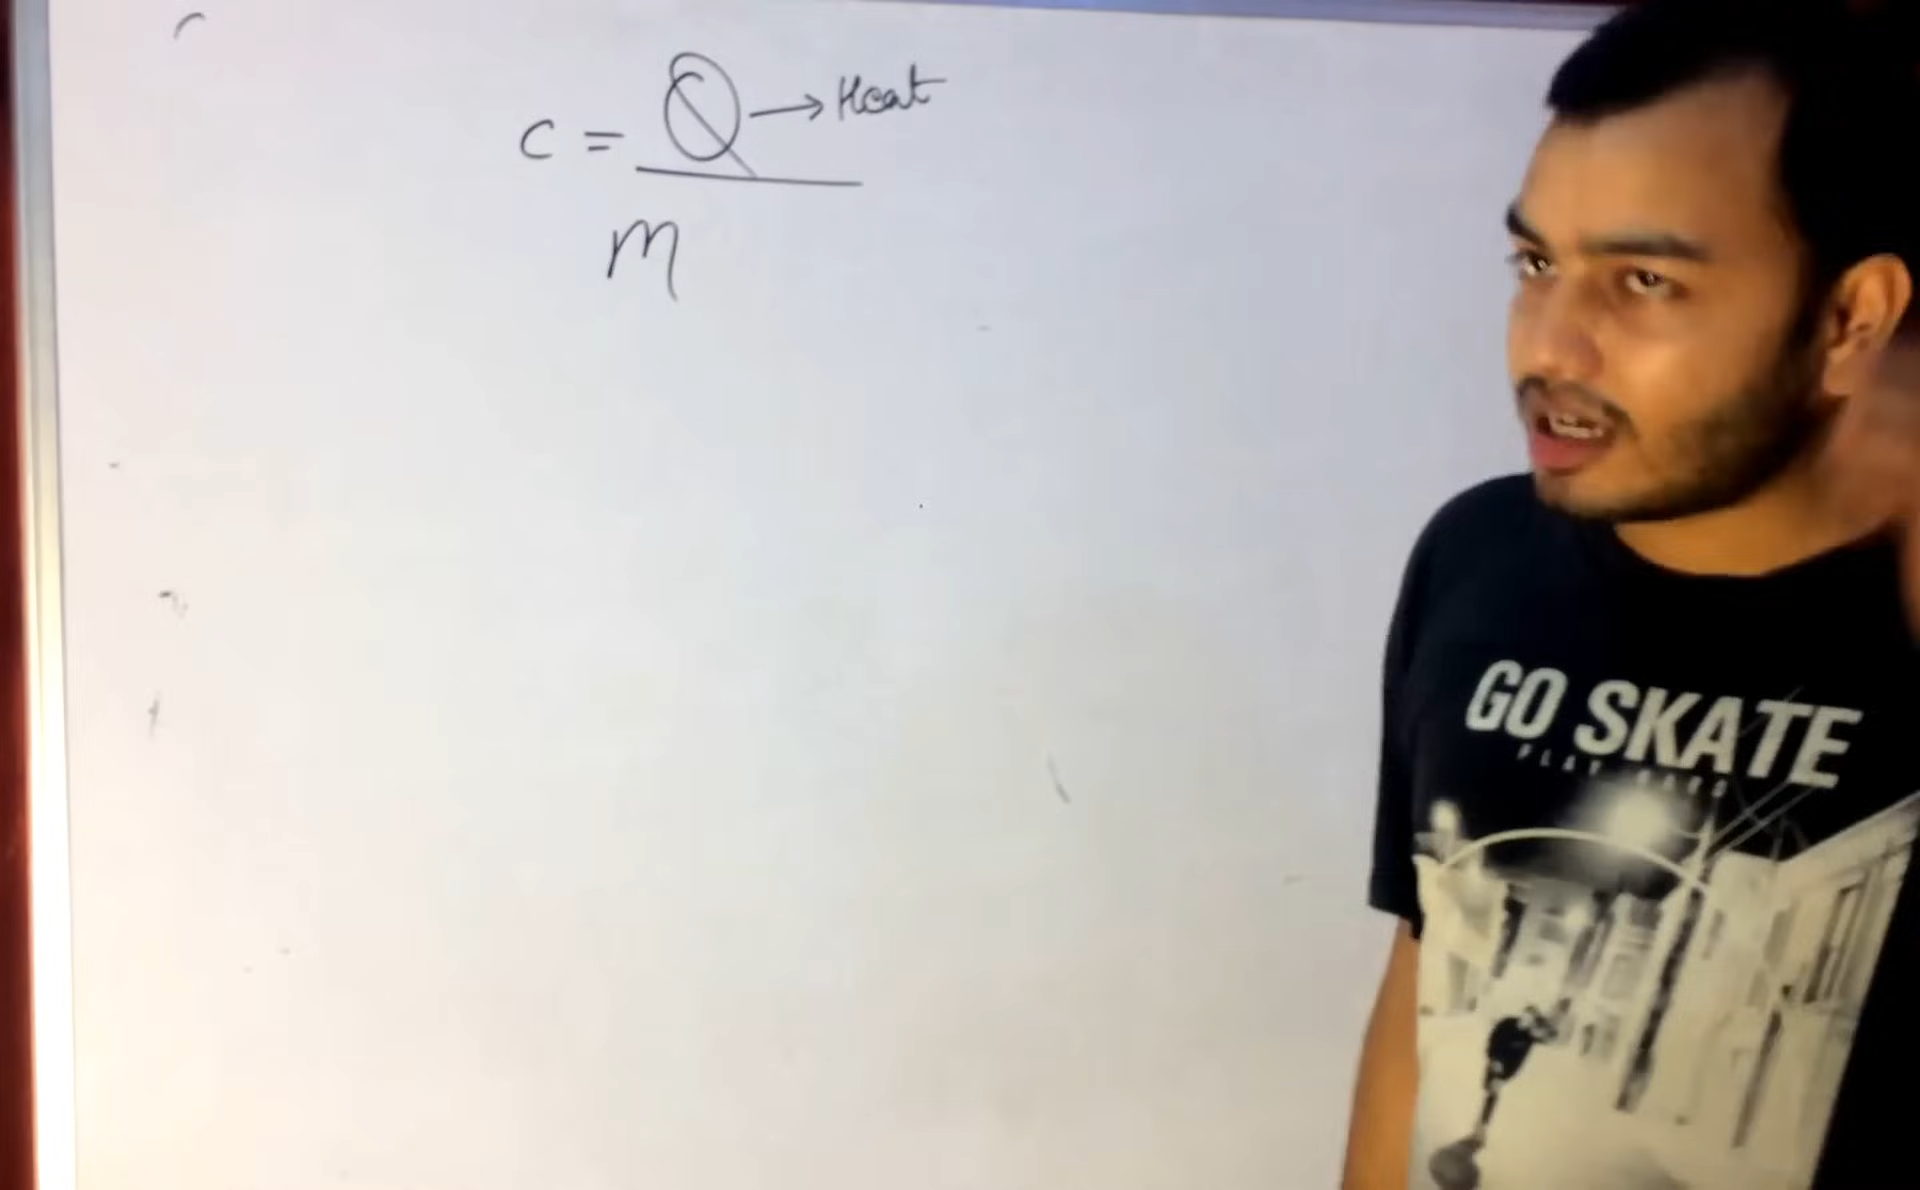 c = Q → Heat
m
GO SKATE